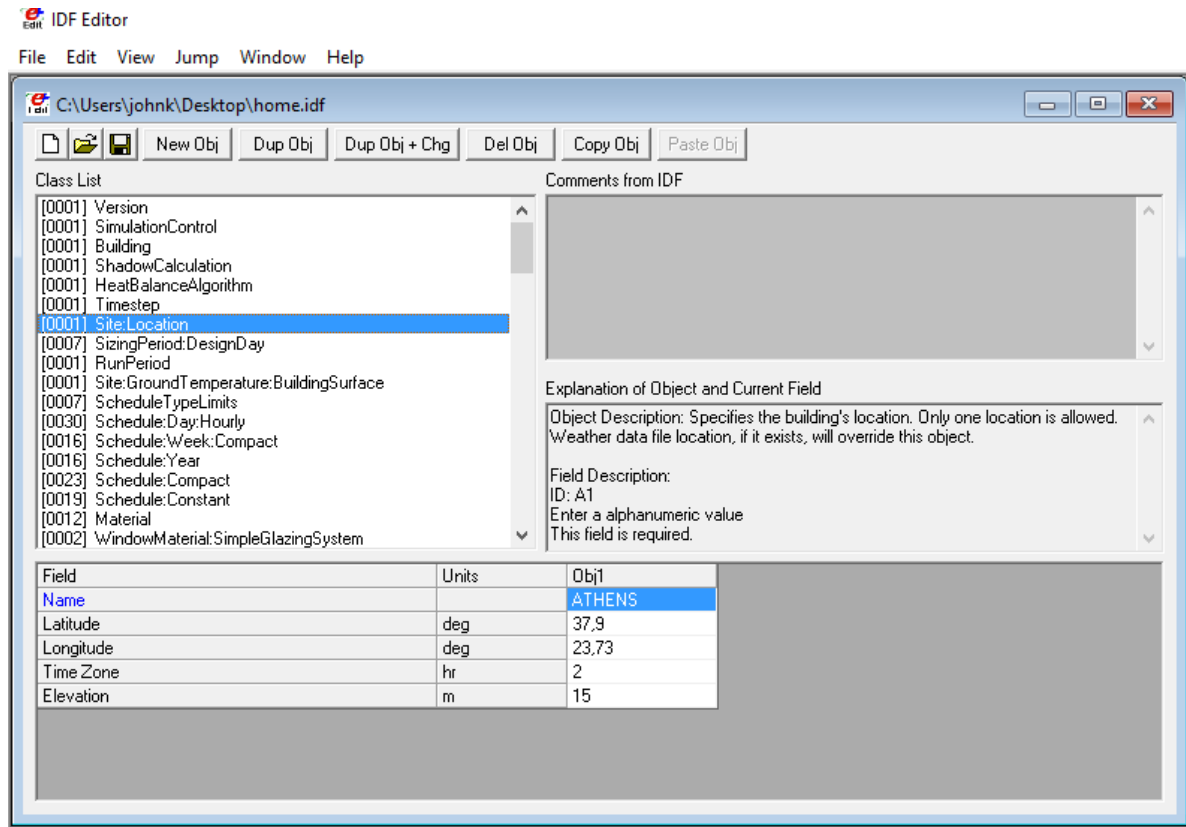 IDF Editor
File Edit View Jump Window Help
C:\Users\johnk\Desktop\home.idf
New Obj Dup Obj Dup Obj + Chg Del Obj Copy Obj Paste Obj
Class List
[0001] Version
[0001] SimulationControl
[0001] Building
[0001] ShadowCalculation
[0001] HeatBalanceAlgorithm
[0001] Timestep
[0001] Site:Location
[0007] SizingPeriod:DesignDay
[0001] RunPeriod
[0001] Site:GroundTemperature:BuildingSurface
[0007] ScheduleTypeLimits
[0030] Schedule:Day:Hourly
[0016] Schedule:Week:Compact
[0016] Schedule:Year
[0023] Schedule:Compact
[0019] Schedule:Constant
[0012] Material
[0002] WindowMaterial:SimpleGlazingSystem
Comments from IDF
Explanation of Object and Current Field
Object Description: Specifies the building's location. Only one location is allowed.
Weather data file location, if it exists, will override this object.
Field Description:
ID: A1
Enter a alphanumeric value
This field is required.
Field Units Obj1
Name ATHENS
Latitude deg 37,9
Longitude deg 23,73
Time Zone hr 2
Elevation m 15